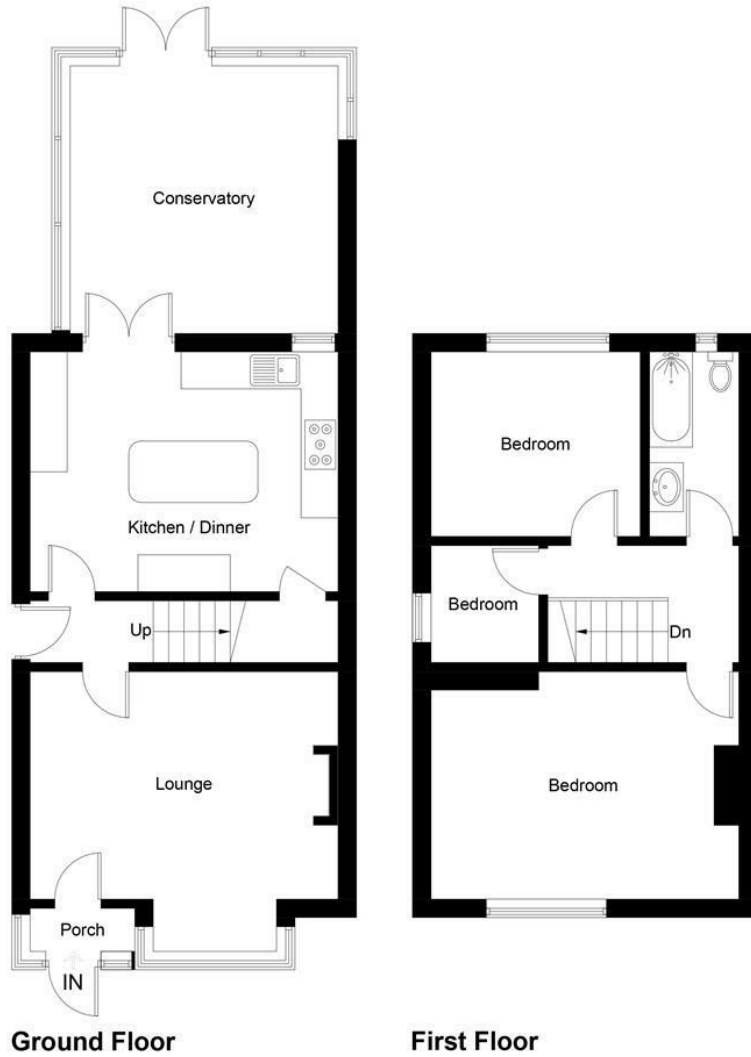 Conservatory
Kitchen / Dinner
Up
Lounge
Porch
IN
Ground Floor
Bedroom
Bedroom
Dn
Bedroom
First Floor